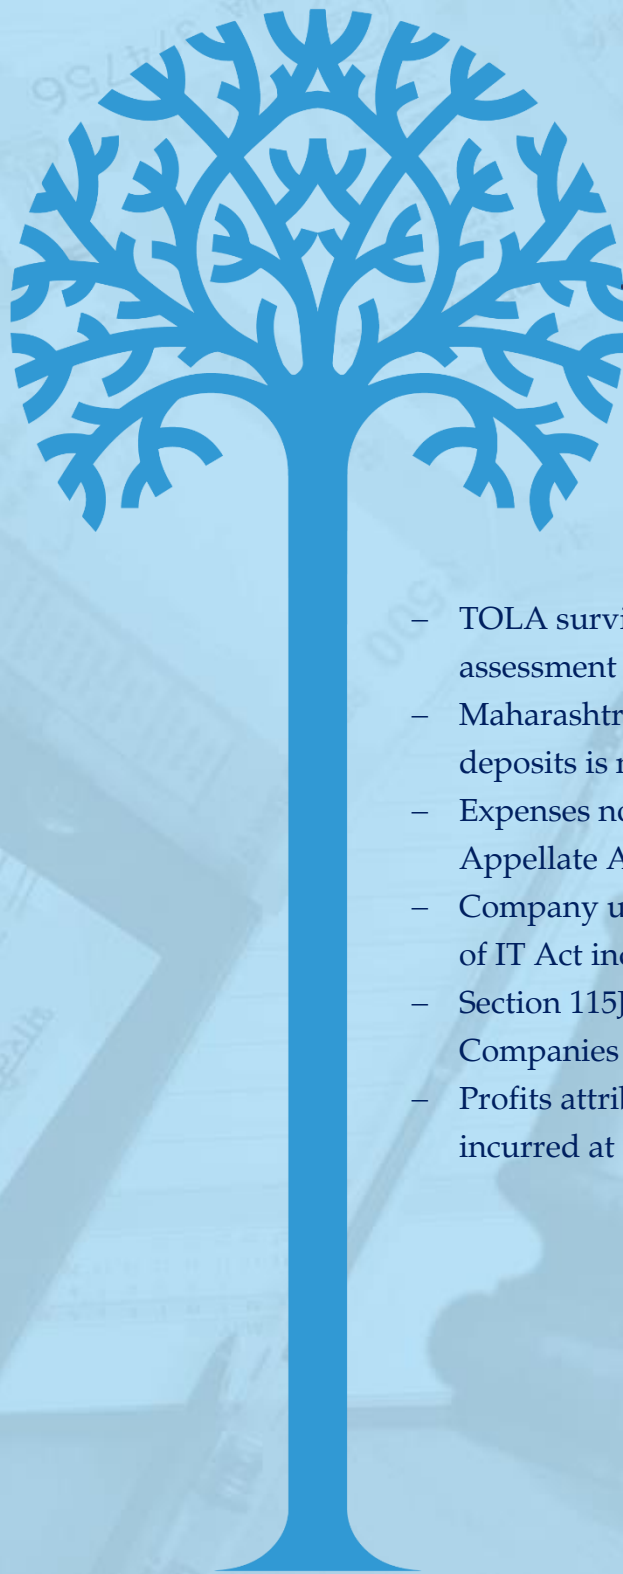 – TOLA survi
assessment
– Maharashtr
deposits is
– Expenses no
Appellate A
– Company u
of IT Act in
– Section 115J
Companies
– Profits attri
incurred at